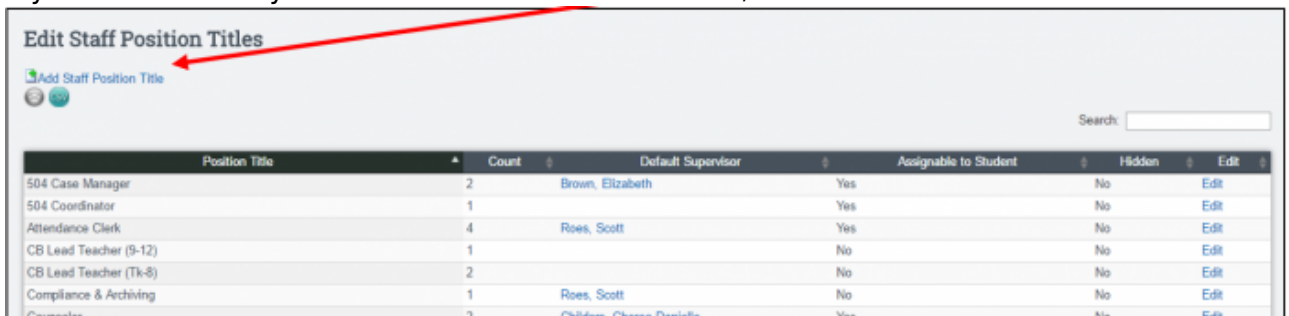 Edit Staff Position Titles
Add Staff Position Title
Search:
Position Title Count Default Supervisor Assignable to Student Hidden Edit
504 Case Manager 2 Brown, Elizabeth Yes No Edit
504 Coordinator 1 Yes No Edit
Attendance Clerk 4 Roes, Scott Yes No Edit
CB Lead Teacher (9-12) 1 No No Edit
CB Lead Teacher (Tk-8) 2 No No Edit
Compliance & Archiving 1 Roes, Scott No No Edit